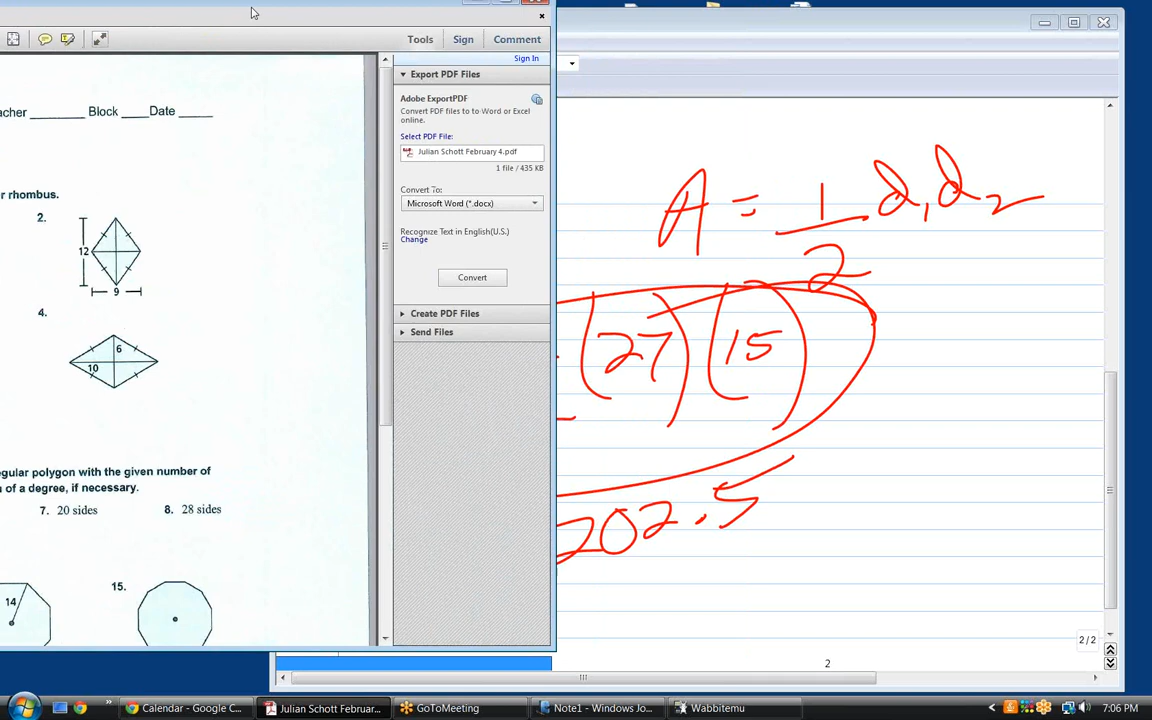 Tools
Sign
Comment
Sign In
Export PDF Files
Adobe ExportPDF
Convert PDF files to to Word or Excel
online.
Select PDF File:
Julian Schott February 4.pdf
1 file / 435 KB
Convert To:
Microsoft Word (*.docx)
Recognize Text in English(U.S.)
Change
Convert
Create PDF Files
Send Files
acher ________ Block ____ Date _____
r rhombus.
2.
12
9
4.
6
10
egular polygon with the given number of
of a degree, if necessary.
7. 20 sides 8. 28 sides
14
15.
A = 1/2 d1 d2
(27) (15)
202.5
2/2
2
Calendar - Google C...
Julian Schott Februar...
GoToMeeting
Note1 - Windows Jo...
Wabbitemu
7:06 PM